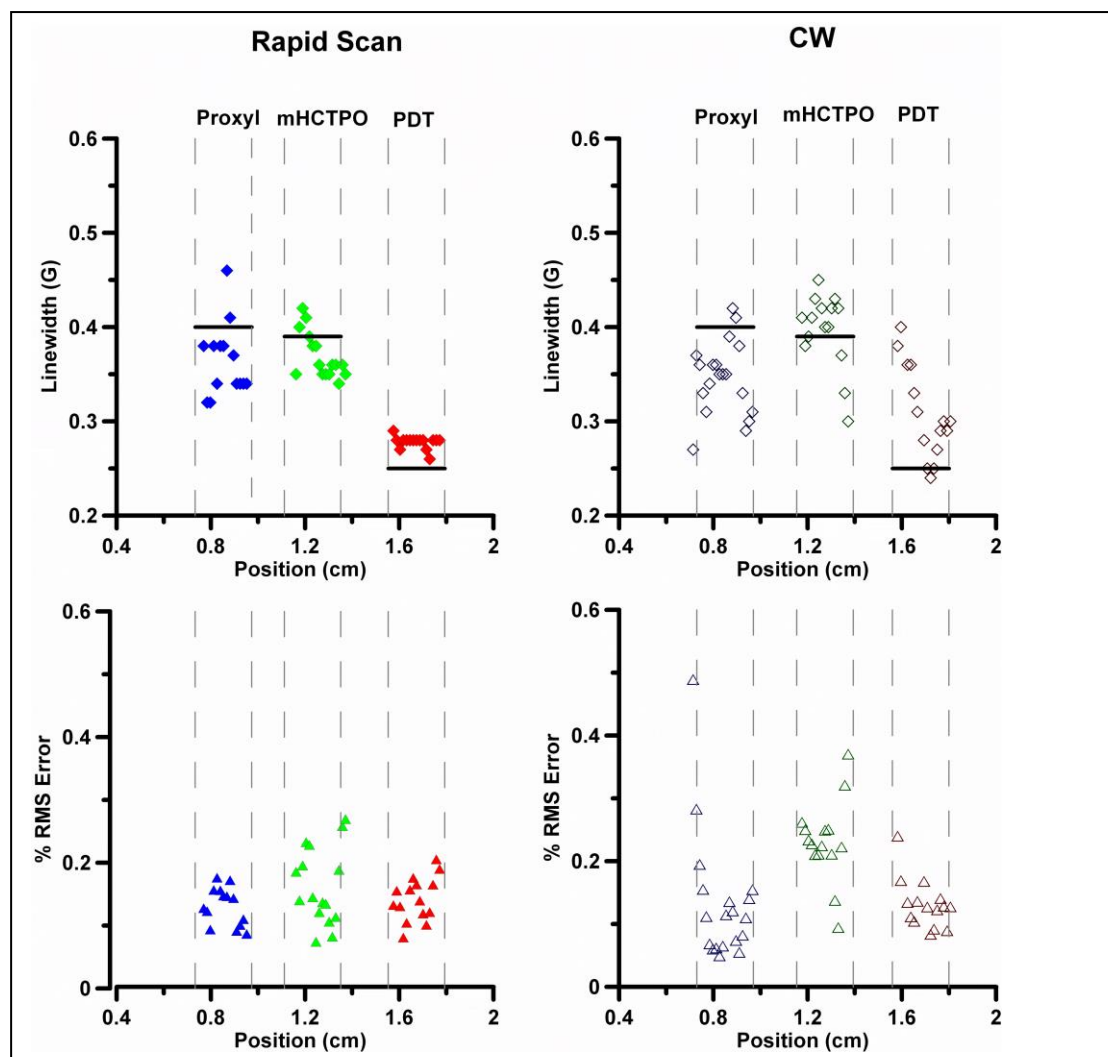 Rapid Scan
CW
Proxyl mHCTPO PDT
Proxyl mHCTPO PDT
Linewidth (G)
0.6
0.5
0.4
0.3
0.2
0.4 0.8 1.2 1.6 2
Position (cm)
Linewidth (G)
0.6
0.5
0.4
0.3
0.2
0.4 0.8 1.2 1.6 2
Position (cm)
% RMS Error
0.6
0.4
0.2
0
0.4 0.8 1.2 1.6 2
Position (cm)
% RMS Error
0.6
0.4
0.2
0
0.4 0.8 1.2 1.6 2
Position (cm)